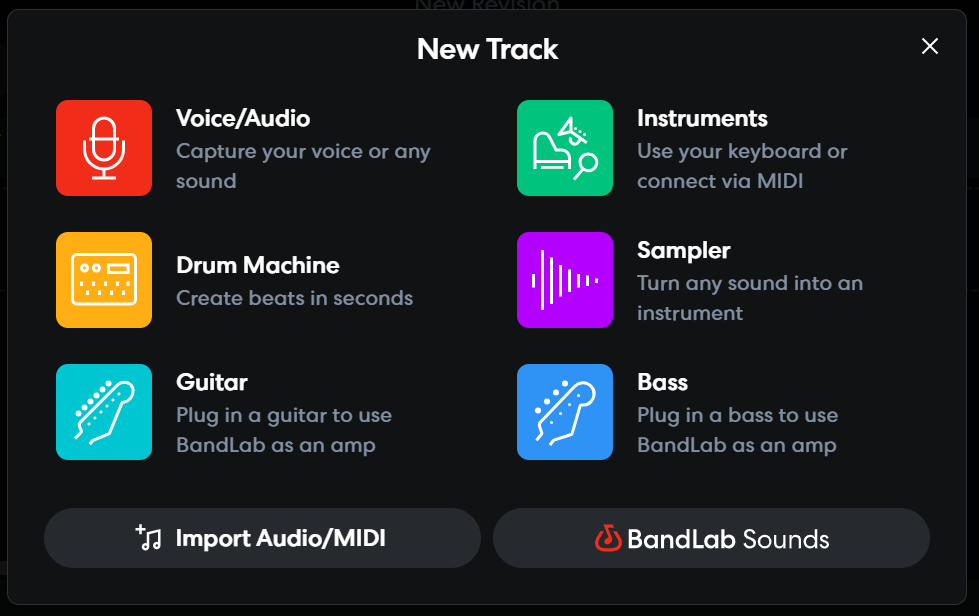 New Revision
New Track
Voice/Audio
Capture your voice or any
sound
Instruments
Use your keyboard or
connect via MIDI
Drum Machine
Create beats in seconds
Sampler
Turn any sound into an
instrument
Guitar
Plug in a guitar to use
BandLab as an amp
Bass
Plug in a bass to use
BandLab as an amp
Import Audio/MIDI
BandLab Sounds